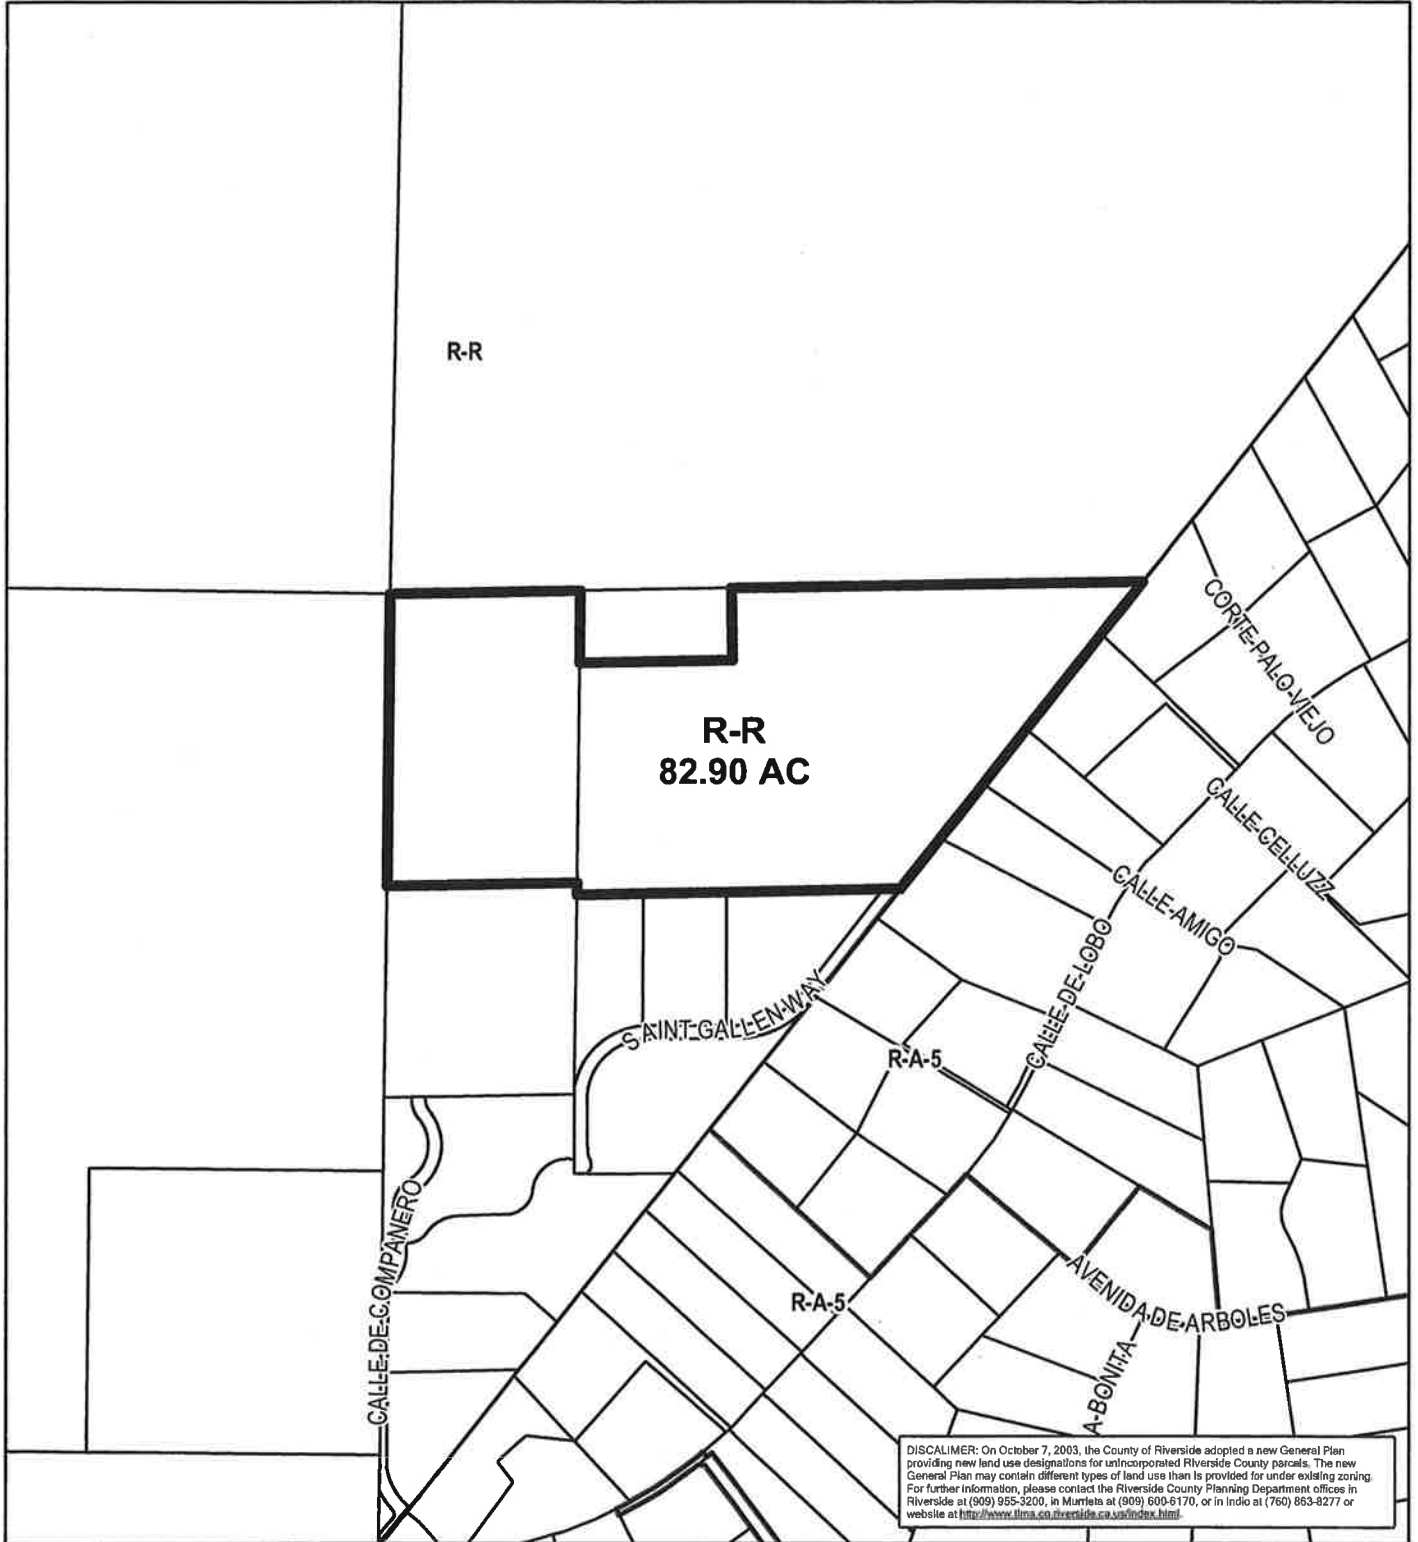 R-R
R-R
82.90 AC
CORTE PALO VIEJO
CALLE CELLUZZ
CALLE AMIGO
CALLE DE LOBO
SAINT GALLEN WAY
R-A-5
CALLE DE COMPANERO
R-A-5
AVENIDA DE ARBOLES
A BONITA
DISCALIMER: On October 7, 2003, the County of Riverside adopted a new General Plan
providing new land use designations for unincorporated Riverside County parcels. The new
General Plan may contain different types of land use than is provided for under existing zoning.
For further information, please contact the Riverside County Planning Department offices in
Riverside at (909) 955-3200, in Murrieta at (909) 600-6170, or in Indio at (760) 863-8277 or
website at http://www.tlma.co.riverside.ca.us/index.html.